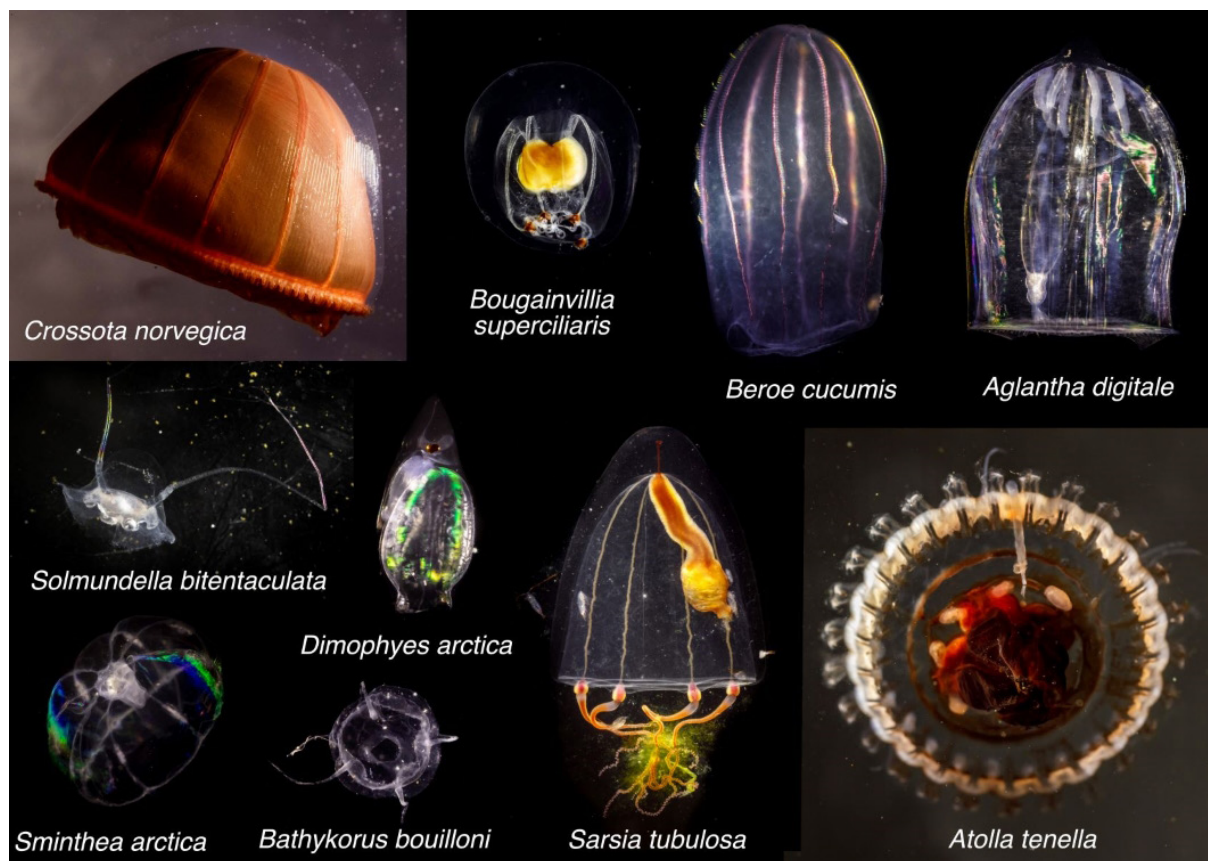 Crossota norvegica
Bougainvillia
superciliaris
Beroe cucumis
Aglantha digitale
Solmundella bitentaculata
Dimophyes arctica
Sminthea arctica
Bathykorus bouilloni
Sarsia tubulosa
Atolla tenella